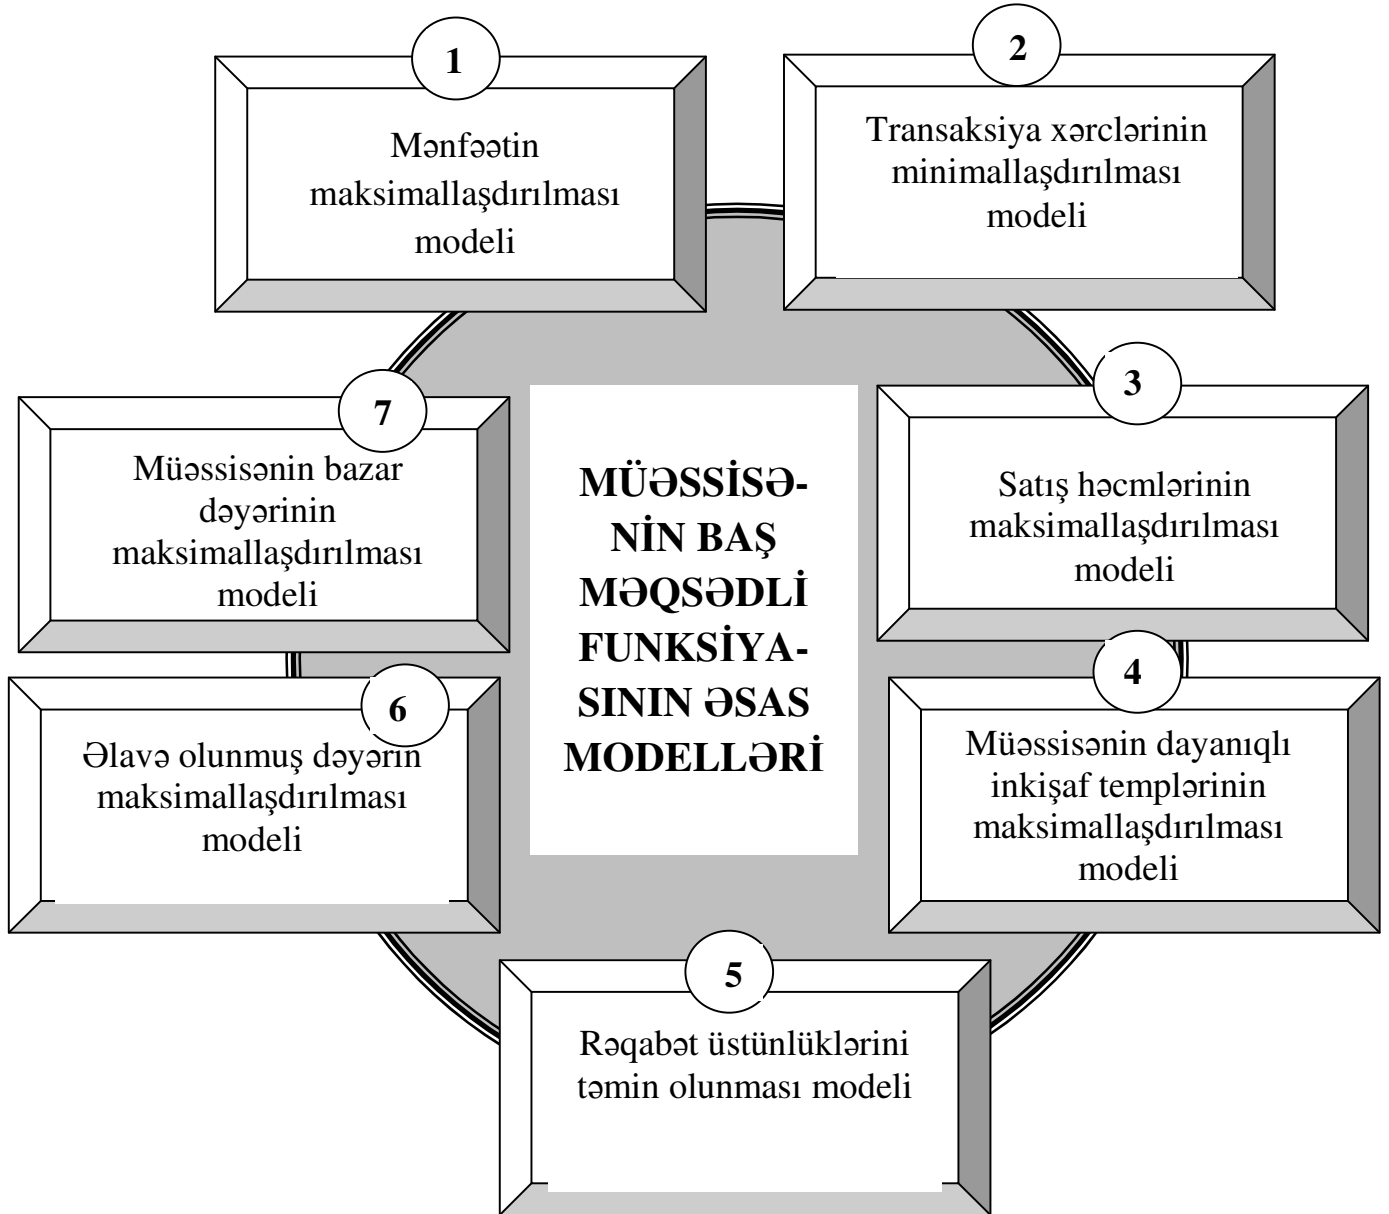 1
Mənfəətin
maksimallaşdırılması
modeli
2
Transaksiya xərclərinin
minimallaşdırılması
modeli
3
Satış həcmlərinin
maksimallaşdırılması
modeli
4
Müəssisənin dayanıqlı
inkişaf templərinin
maksimallaşdırılması
modeli
5
Rəqabət üstünlüklərini
təmin olunması modeli
6
Əlavə olunmuş dəyərin
maksimallaşdırılması
modeli
7
Müəssisənin bazar
dəyərinin
maksimallaşdırılması
modeli
MÜƏSSİSƏ-
NİN BAŞ
MƏQSƏDLİ
FUNKSİYA-
SININ ƏSAS
MODELLƏRİ